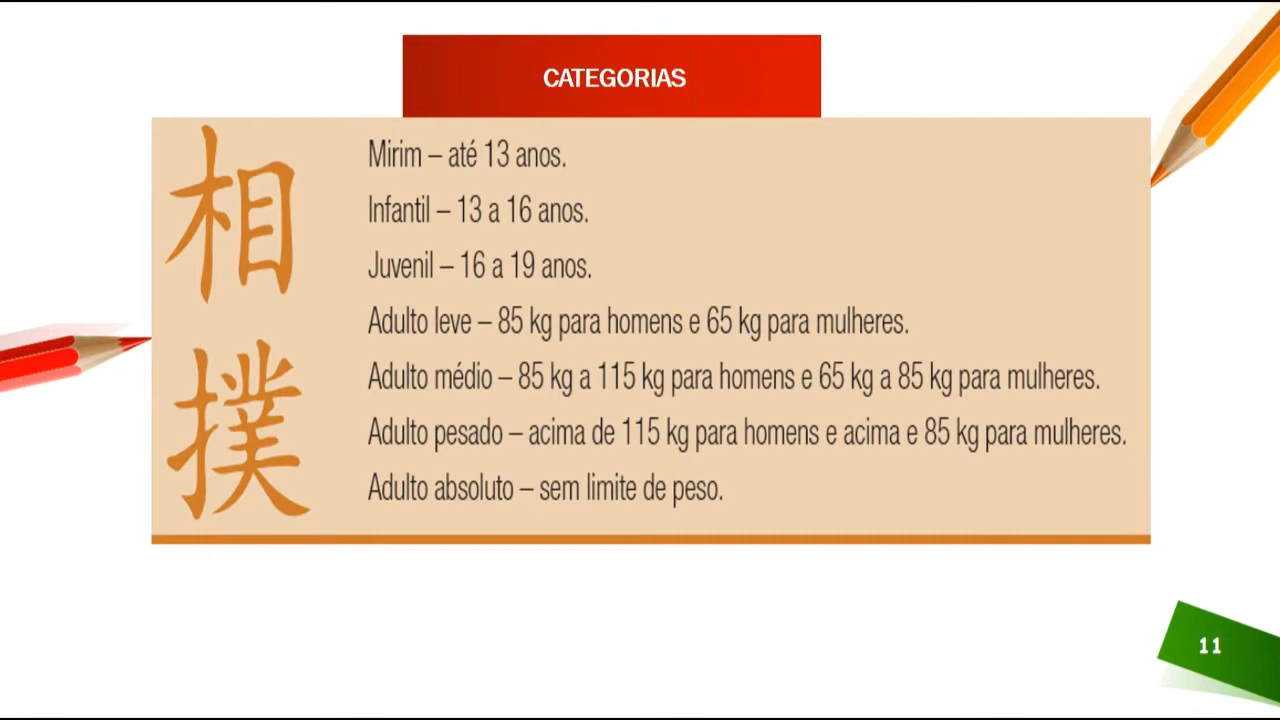 CATEGORIAS
相
撲
Mirim – até 13 anos.
Infantil – 13 a 16 anos.
Juvenil – 16 a 19 anos.
Adulto leve – 85 kg para homens e 65 kg para mulheres.
Adulto médio – 85 kg a 115 kg para homens e 65 kg a 85 kg para mulheres.
Adulto pesado – acima de 115 kg para homens e acima e 85 kg para mulheres.
Adulto absoluto – sem limite de peso.
11